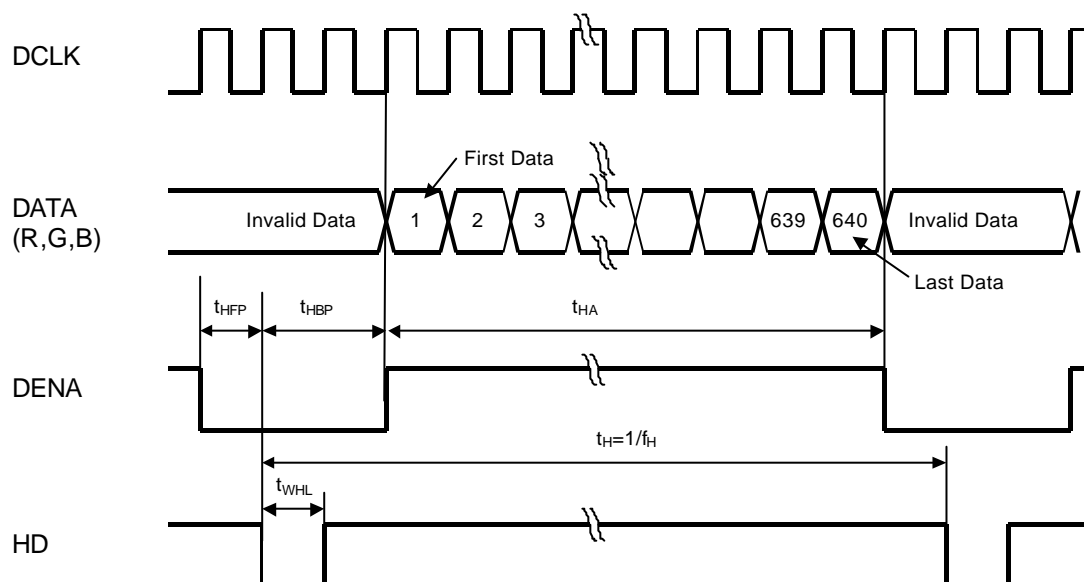 DCLK
First Data
DATA
(R,G,B)
Invalid Data 1 2 3 639 640 Invalid Data
Last Data
tHFP tHBP tHA
DENA
tH=1/fH
tWHL
HD